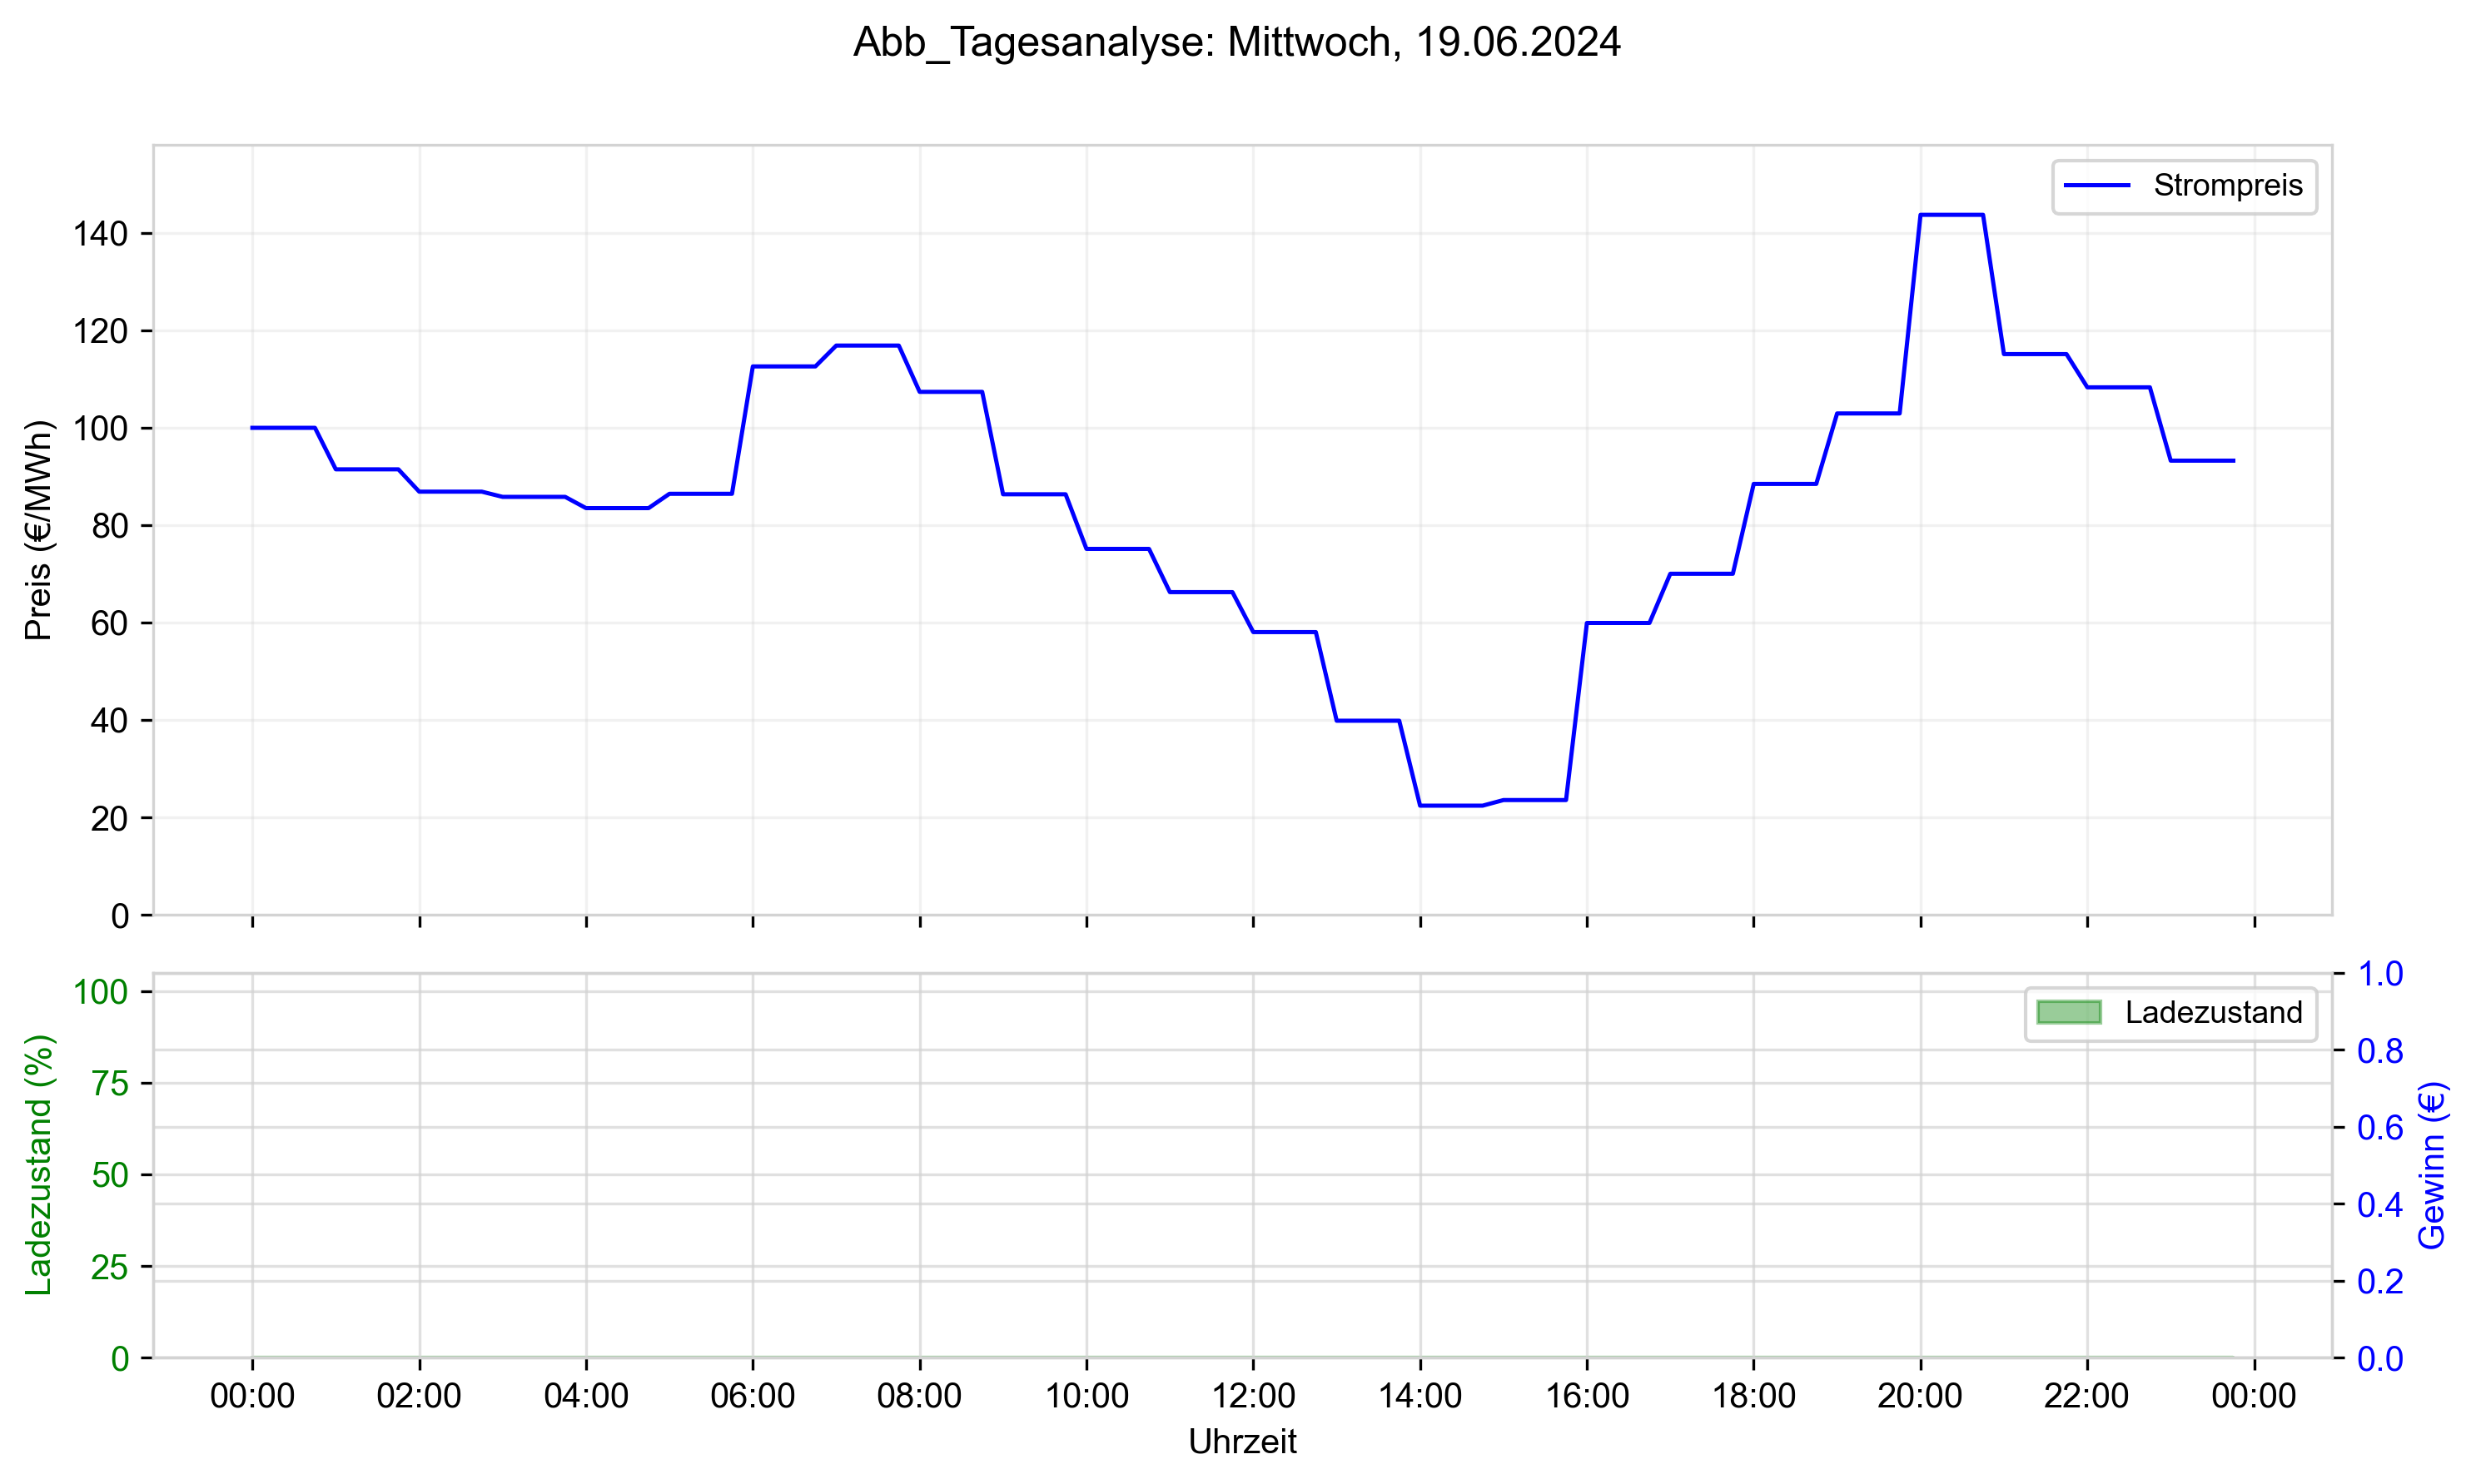 Abb_Tagesanalyse: Mittwoch, 19.06.2024
Strompreis
Preis (€/MWh)
140
120
100
80
60
40
20
0
Ladezustand
Ladezustand (%)
100
75
50
25
0
1.0
0.8
0.6
0.4
0.2
0.0
Gewinn (€)
00:00 02:00 04:00 06:00 08:00 10:00 12:00 14:00 16:00 18:00 20:00 22:00 00:00
Uhrzeit